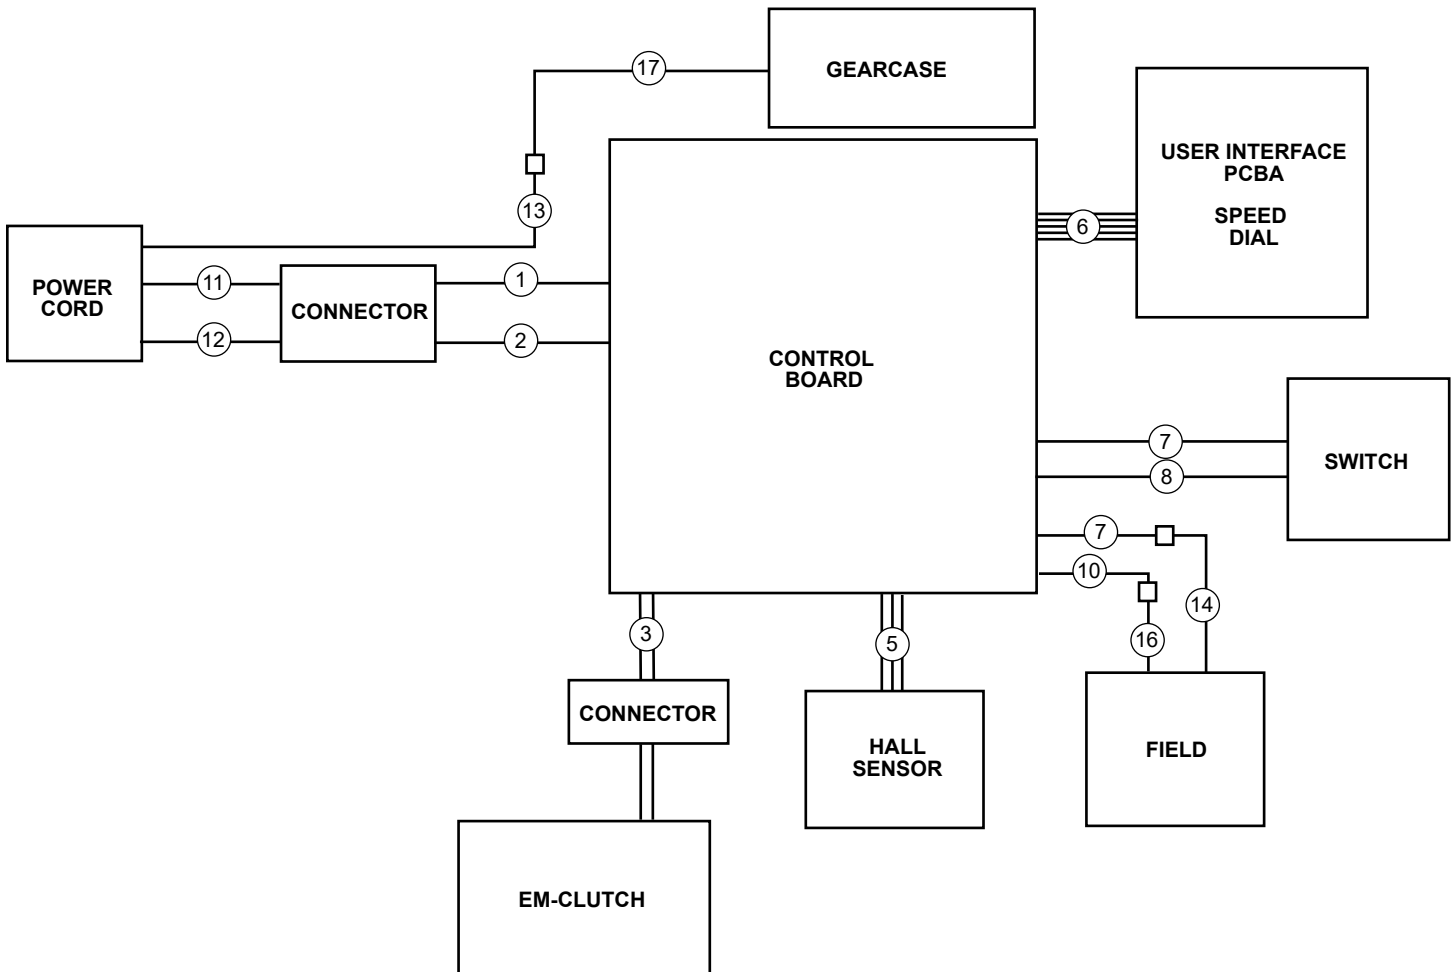 17
GEARCASE
USER INTERFACE
PCBA
SPEED
DIAL
13
6
POWER
CORD
11
12
CONNECTOR
1
2
CONTROL
BOARD
7
8
SWITCH
7
10
14
16
FIELD
3
CONNECTOR
5
HALL
SENSOR
EM-CLUTCH